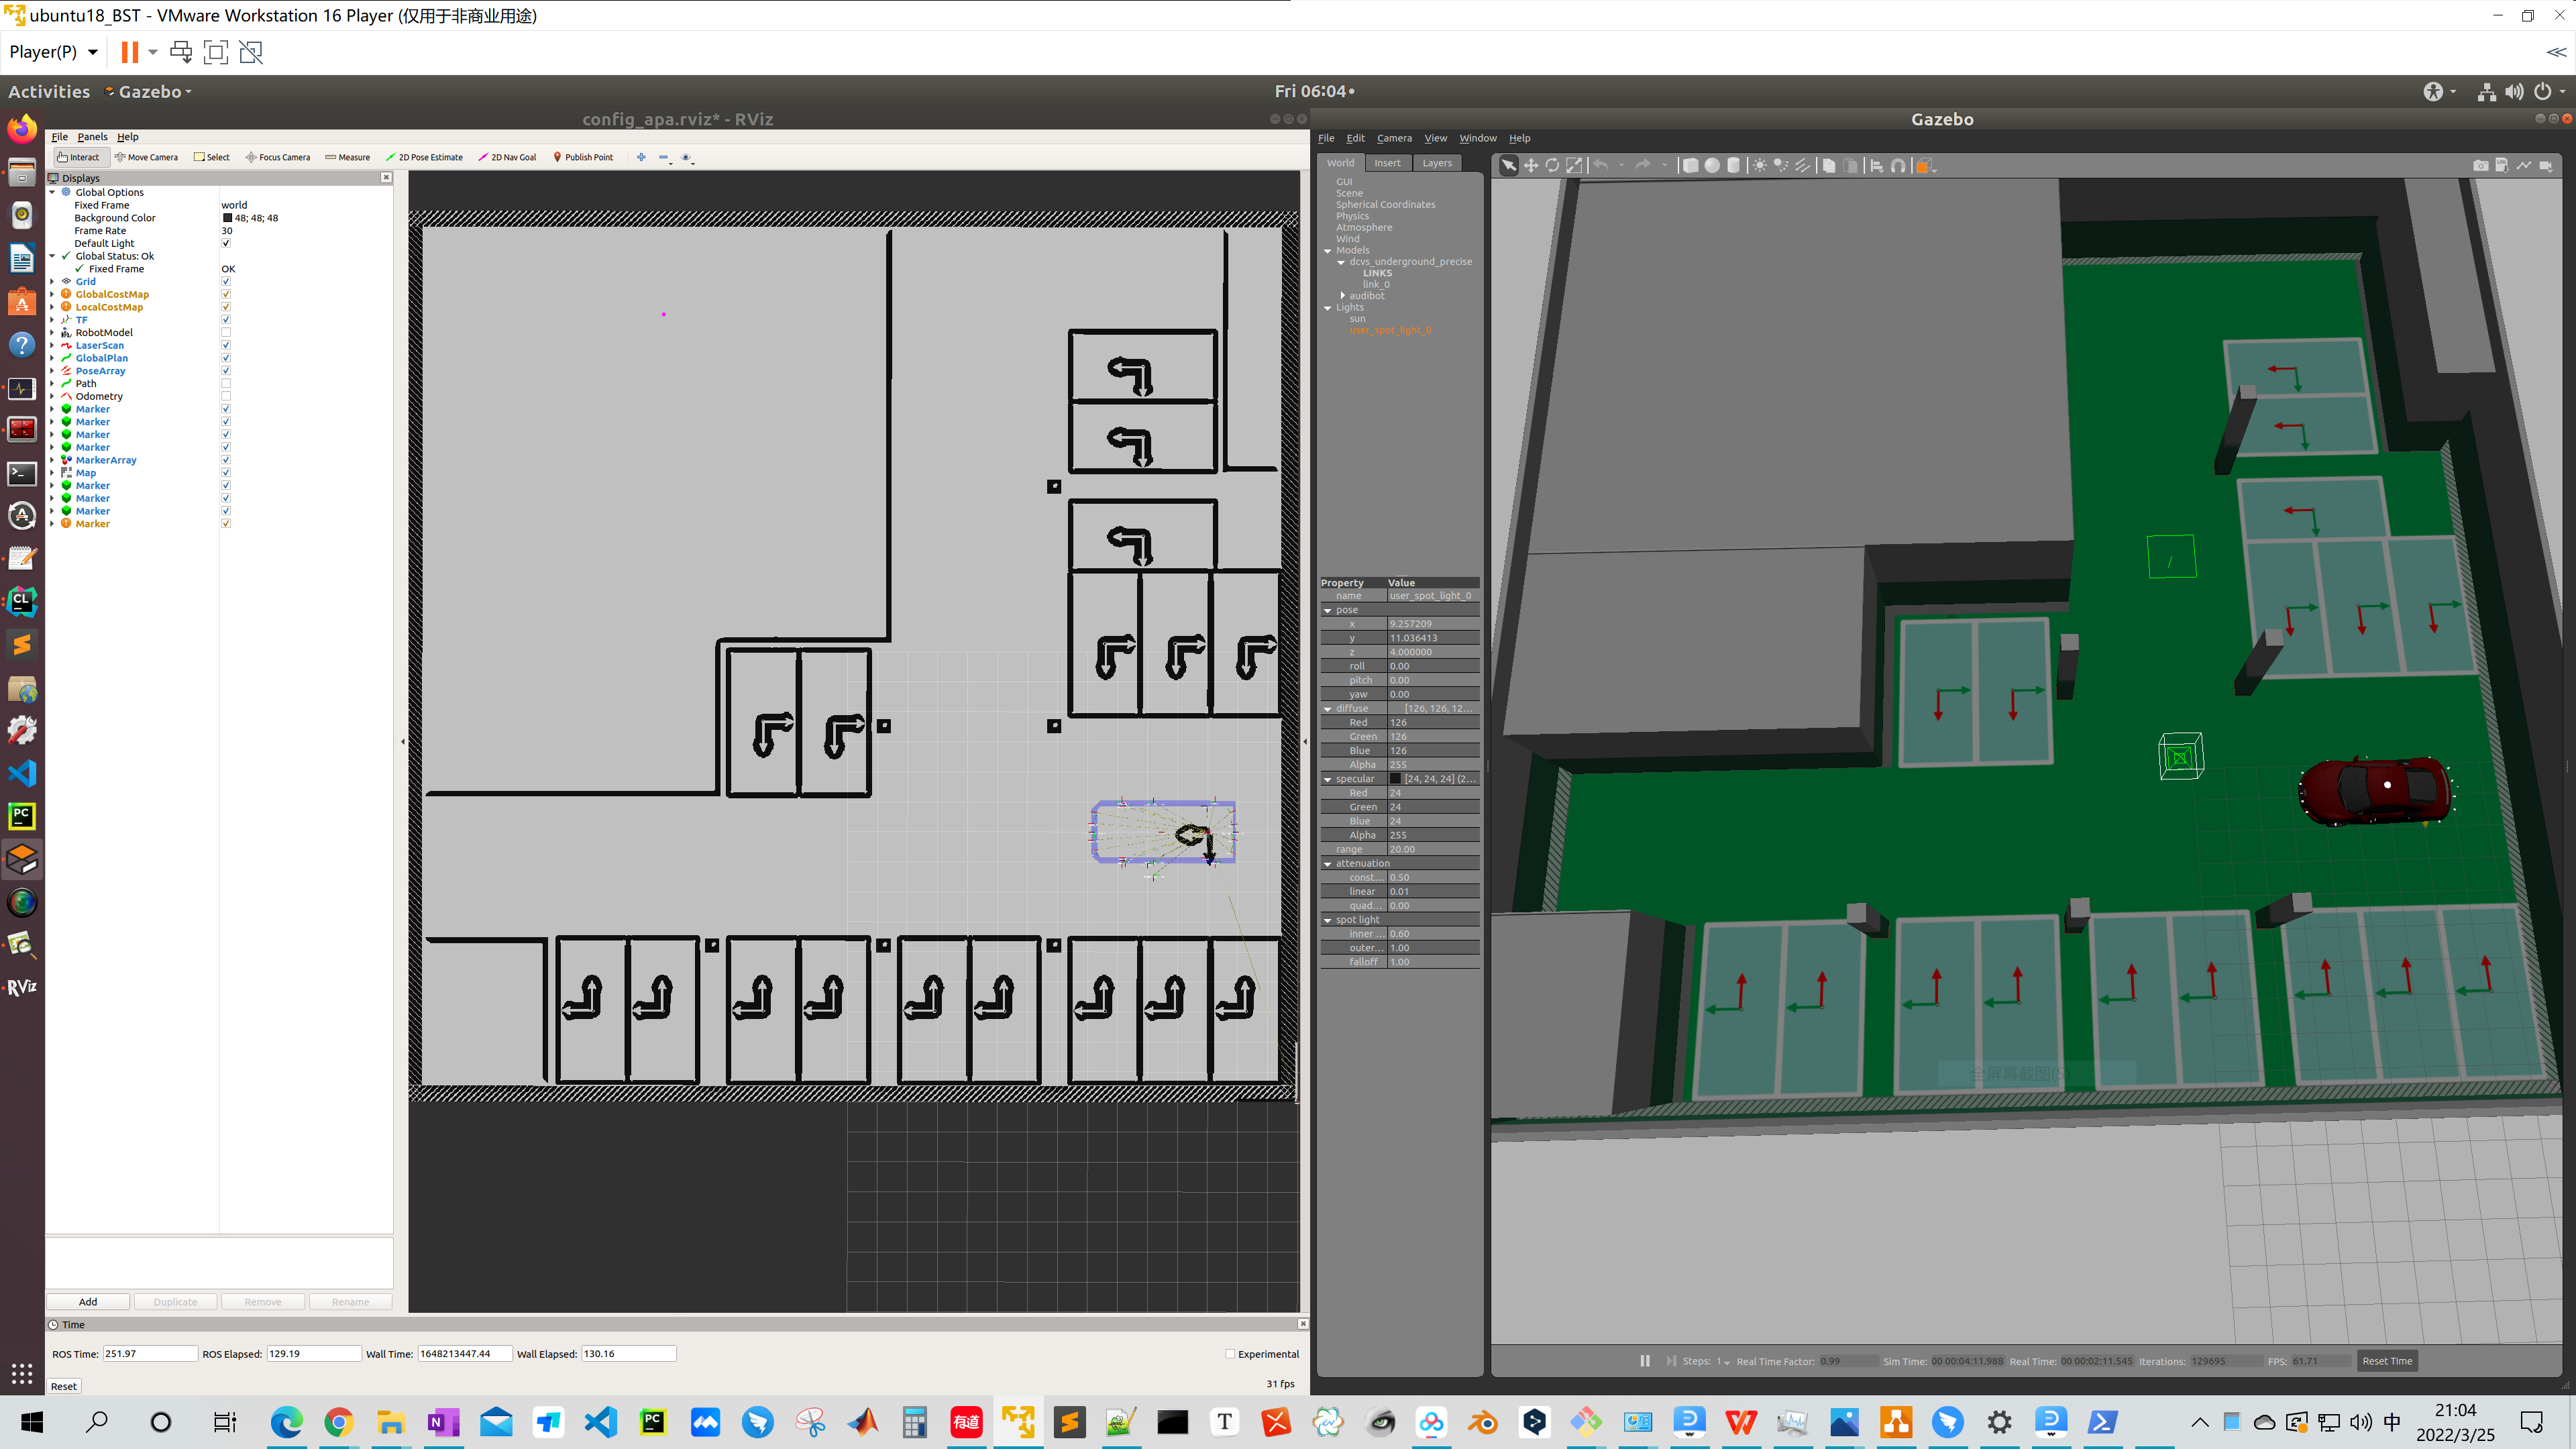 ubuntu18_BST - VMware Workstation 16 Player (仅用于非商业用途)
Player(P)
Activities
Gazebo
Fri 06:04
config_apa.rviz* - RViz
File Panels Help
Interact Move Camera Select Focus Camera Measure 2D Pose Estimate 2D Nav Goal Publish Point
Displays
Global Options
Fixed Frame world
Background Color 48; 48; 48
Frame Rate 30
Default Light
Global Status: Ok
Fixed Frame OK
Grid
GlobalCostMap
LocalCostMap
TF
RobotModel
LaserScan
GlobalPlan
PoseArray
Path
Odometry
Marker
Marker
Marker
Marker
MarkerArray
Map
Marker
Marker
Marker
Marker
Add Duplicate Remove Rename
Time
ROS Time: 251.97 ROS Elapsed: 129.19 Wall Time: 1648213447.44 Wall Elapsed: 130.16 Experimental
Reset
31 fps
Gazebo
File Edit Camera View Window Help
World Insert Layers
GUI
Scene
Spherical Coordinates
Physics
Atmosphere
Wind
Models
dcvs_underground_precise
LINKS
link_0
audibot
Lights
sun
user_spot_light_0
Property Value
name user_spot_light_0
pose
x 9.257209
y 11.036413
z 4.000000
roll 0.00
pitch 0.00
yaw 0.00
diffuse [126, 126, 12...
Red 126
Green 126
Blue 126
Alpha 255
specular [24, 24, 24] (2...
Red 24
Green 24
Blue 24
Alpha 255
range 20.00
attenuation
const... 0.50
linear 0.01
quad... 0.00
spot light
inner ... 0.60
outer... 1.00
falloff 1.00
全屏幕截图(S)
Steps: 1 Real Time Factor: 0.99 Sim Time: 00 00:04:11.988 Real Time: 00 00:02:11.545 Iterations: 129695 FPS: 61.71 Reset Time
CL
PC
RViz
N
PC
有道
T
中
21:04
2022/3/25